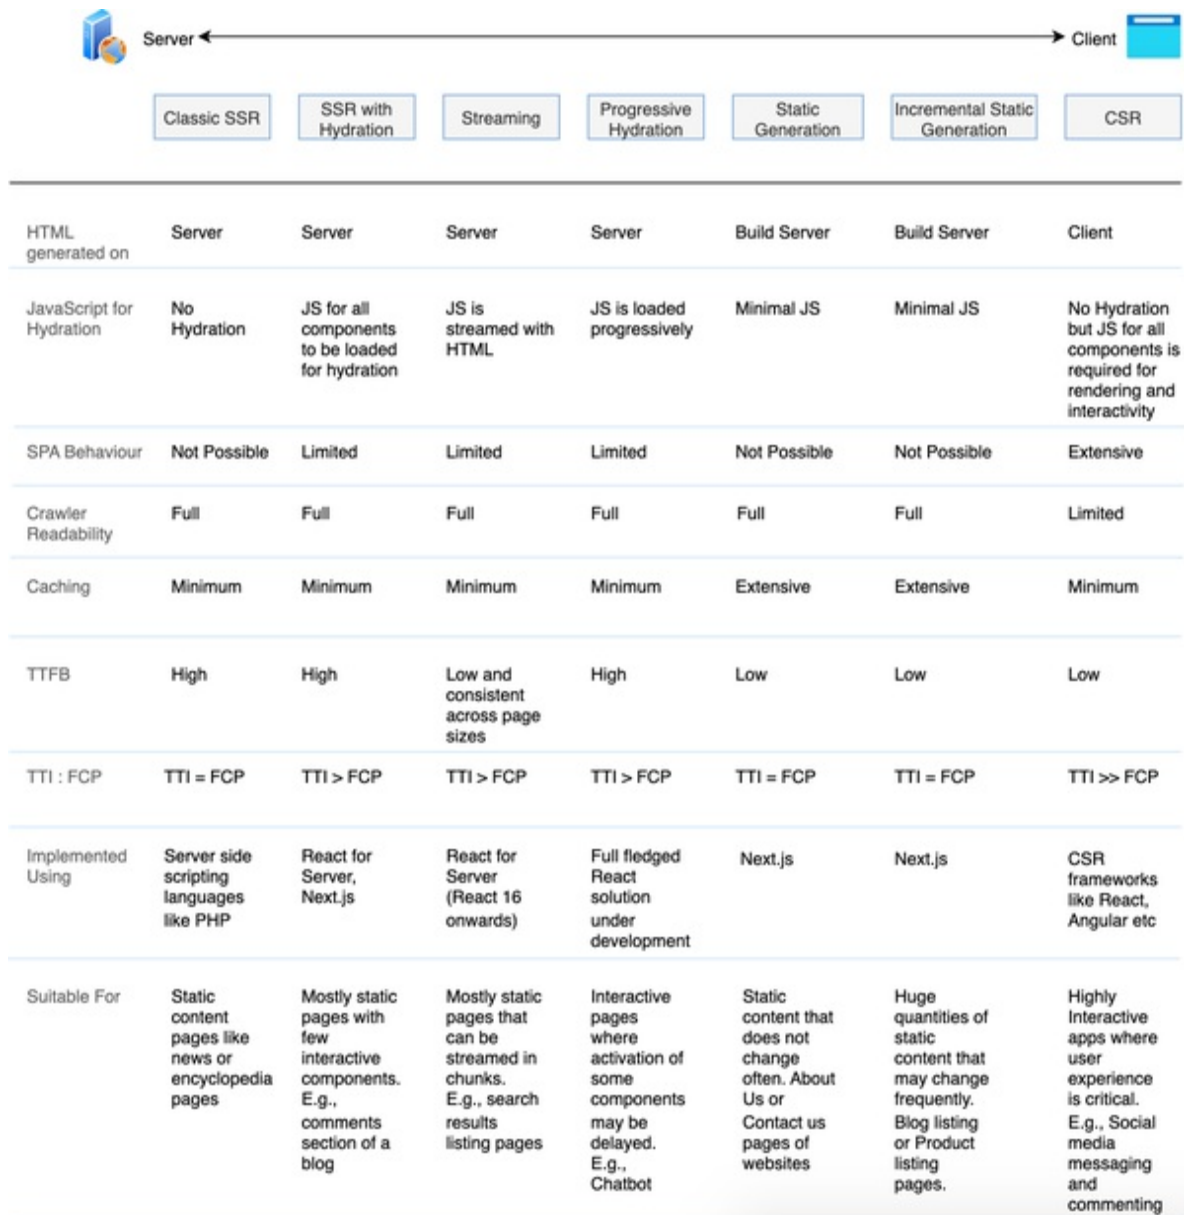 Server
Client
Classic SSR
SSR with
Hydration
Streaming
Progressive
Hydration
Static
Generation
Incremental Static
Generation
CSR
HTML
generated on
Server
Server
Server
Server
Build Server
Build Server
Client
JavaScript for
Hydration
No
Hydration
JS for all
components
to be loaded
for hydration
JS is
streamed with
HTML
JS is loaded
progressively
Minimal JS
Minimal JS
No Hydration
but JS for all
components is
required for
rendering and
interactivity
SPA Behaviour
Not Possible
Limited
Limited
Limited
Not Possible
Not Possible
Extensive
Crawler
Readability
Full
Full
Full
Full
Full
Full
Limited
Caching
Minimum
Minimum
Minimum
Minimum
Extensive
Extensive
Minimum
TTFB
High
High
Low and
consistent
across page
sizes
High
Low
Low
Low
TTI : FCP
TTI = FCP
TTI > FCP
TTI > FCP
TTI > FCP
TTI = FCP
TTI = FCP
TTI >> FCP
Implemented
Using
Server side
scripting
languages
like PHP
React for
Server,
Next.js
React for
Server
(React 16
onwards)
Full fledged
React
solution
under
development
Next.js
Next.js
CSR
frameworks
like React,
Angular etc
Suitable For
Static
content
pages like
news or
encyclopedia
pages
Mostly static
pages with
few
interactive
components.
E.g.,
comments
section of a
blog
Mostly static
pages that
can be
streamed in
chunks.
E.g., search
results
listing pages
Interactive
pages
where
activation of
some
components
may be
delayed.
E.g.,
Chatbot
Static
content that
does not
change
often. About
Us or
Contact us
pages of
websites
Huge
quantities of
static
content that
may change
frequently.
Blog listing
or Product
listing
pages.
Highly
Interactive
apps where
user
experience
is critical.
E.g., Social
media
messaging
and
commenting